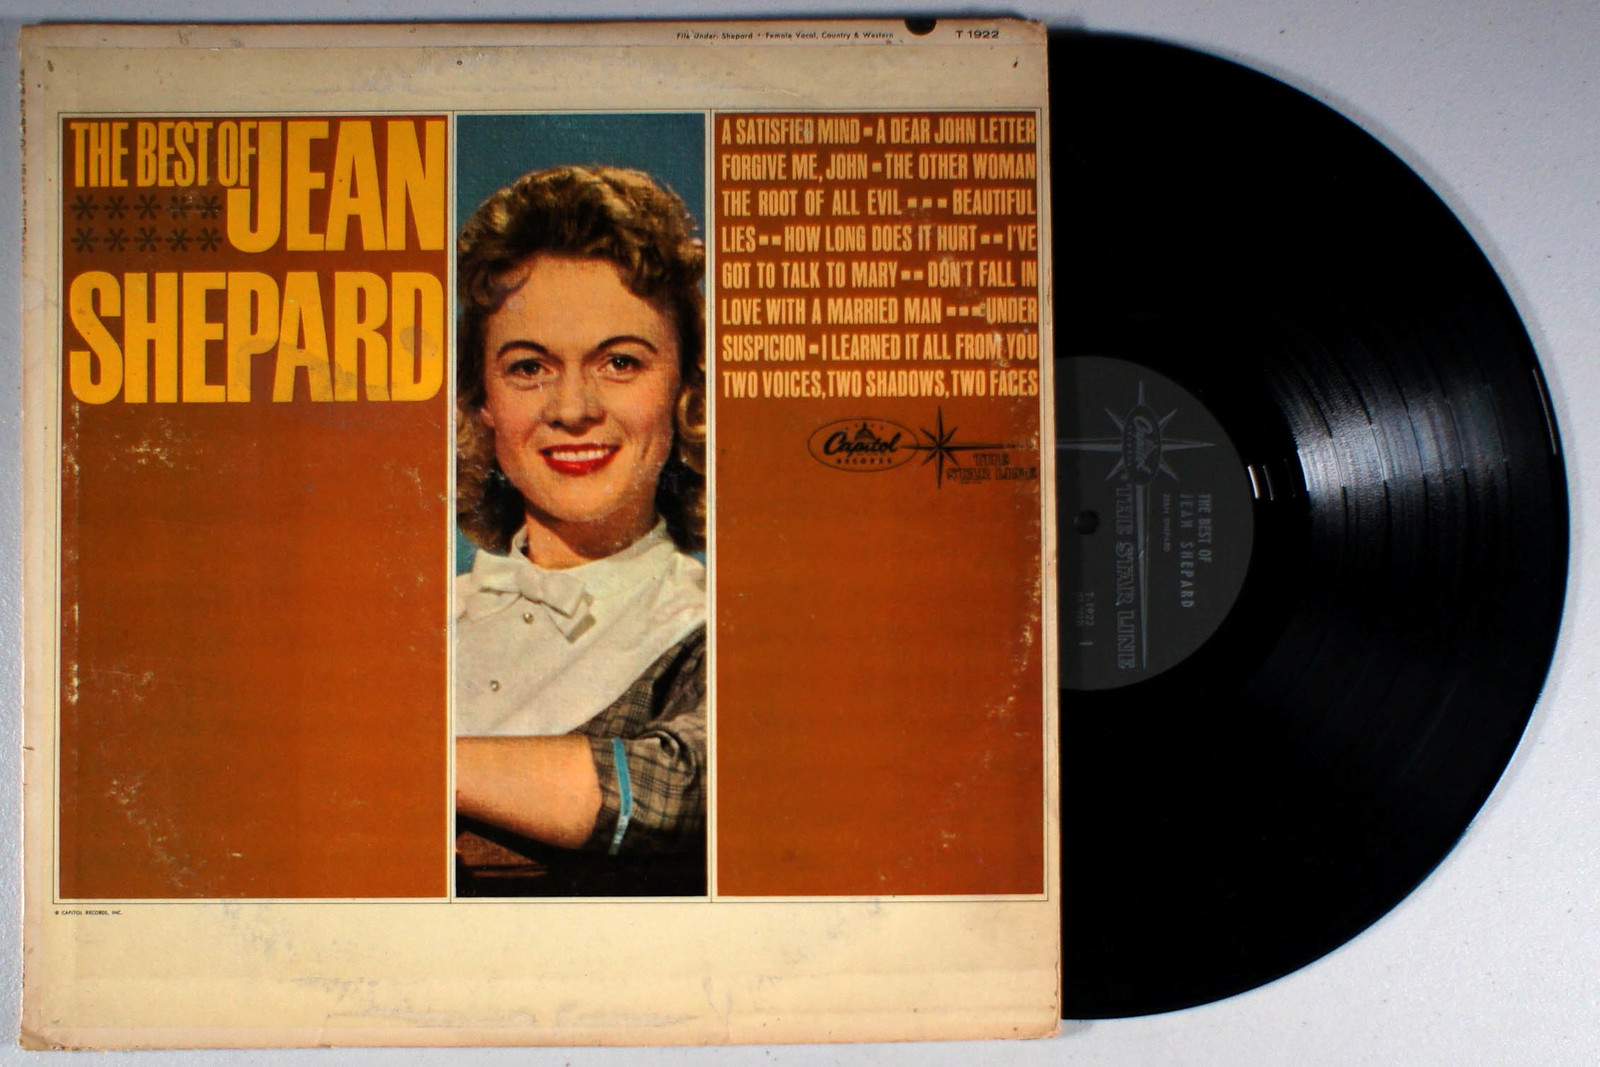 File Under: Shepard • Female Vocal, Country & Western
T 1922
THE BEST OF JEAN
SHEPARD
A SATISFIED MIND - A DEAR JOHN LETTER
FORGIVE ME, JOHN - THE OTHER WOMAN
THE ROOT OF ALL EVIL - - - BEAUTIFUL
LIES - - HOW LONG DOES IT HURT - - I'VE
GOT TO TALK TO MARY - - DON'T FALL IN
LOVE WITH A MARRIED MAN - - - UNDER
SUSPICION - I LEARNED IT ALL FROM YOU
TWO VOICES, TWO SHADOWS, TWO FACES
Capitol
RECORDS
THE
STAR LINE
© CAPITOL RECORDS, INC.
THE BEST OF
JEAN SHEPARD
JEAN SHEPARD
THE STAR LINE
T-1922
1